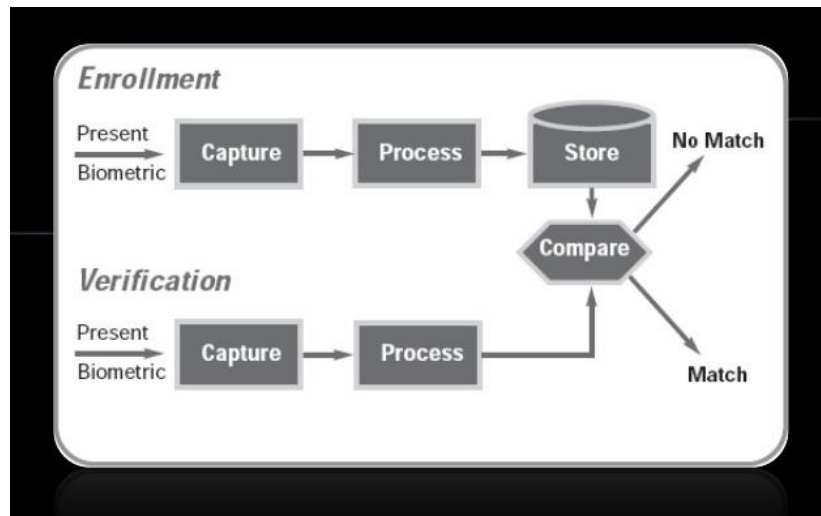 Enrollment
Present
Biometric
Capture
Process
Store
No Match
Compare
Verification
Present
Biometric
Capture
Process
Match